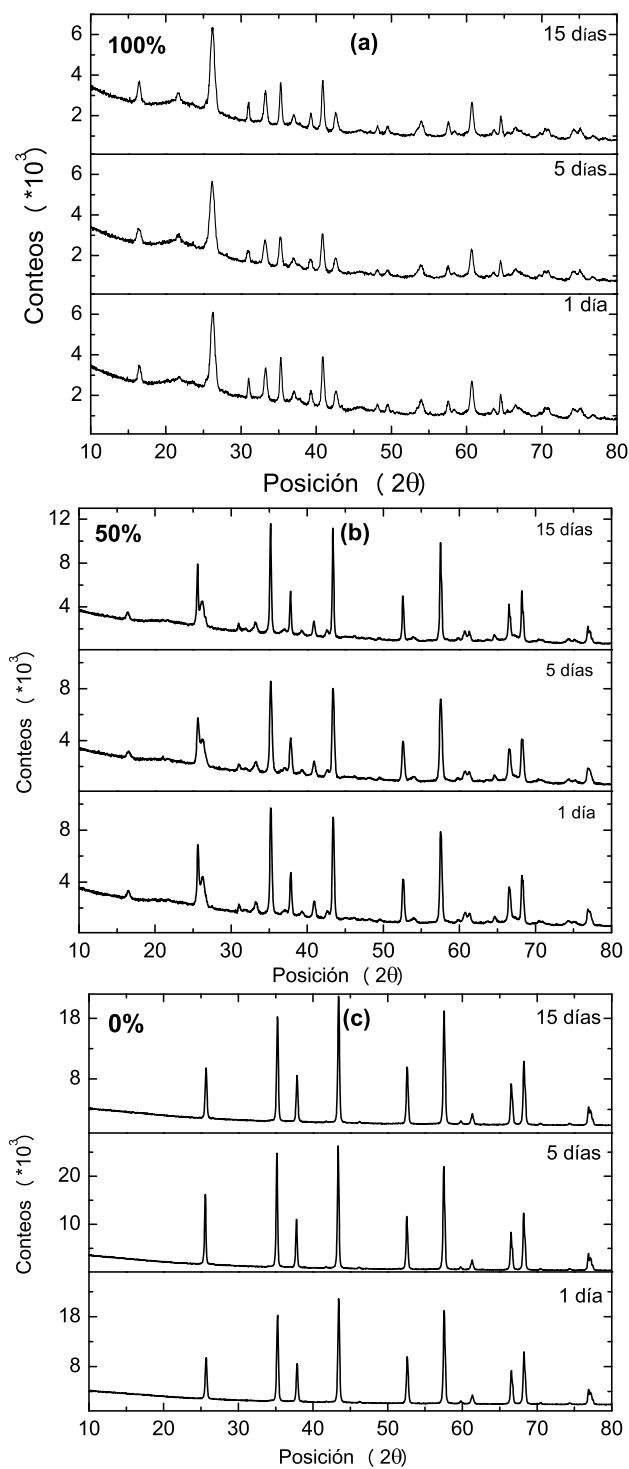 100%
(a)
15 días
6
4
2
5 días
6
4
2
1 día
6
4
2
Conteos ( *10³)
10 20 30 40 50 60 70 80
Posición ( 2θ)
50%
(b)
15 días
12
8
4
5 días
8
4
1 día
8
4
Conteos ( *10³)
10 20 30 40 50 60 70 80
Posición ( 2θ)
0%
(c)
15 días
18
8
5 días
20
10
1 día
18
8
Conteos ( *10³)
10 20 30 40 50 60 70 80
Posición ( 2θ)